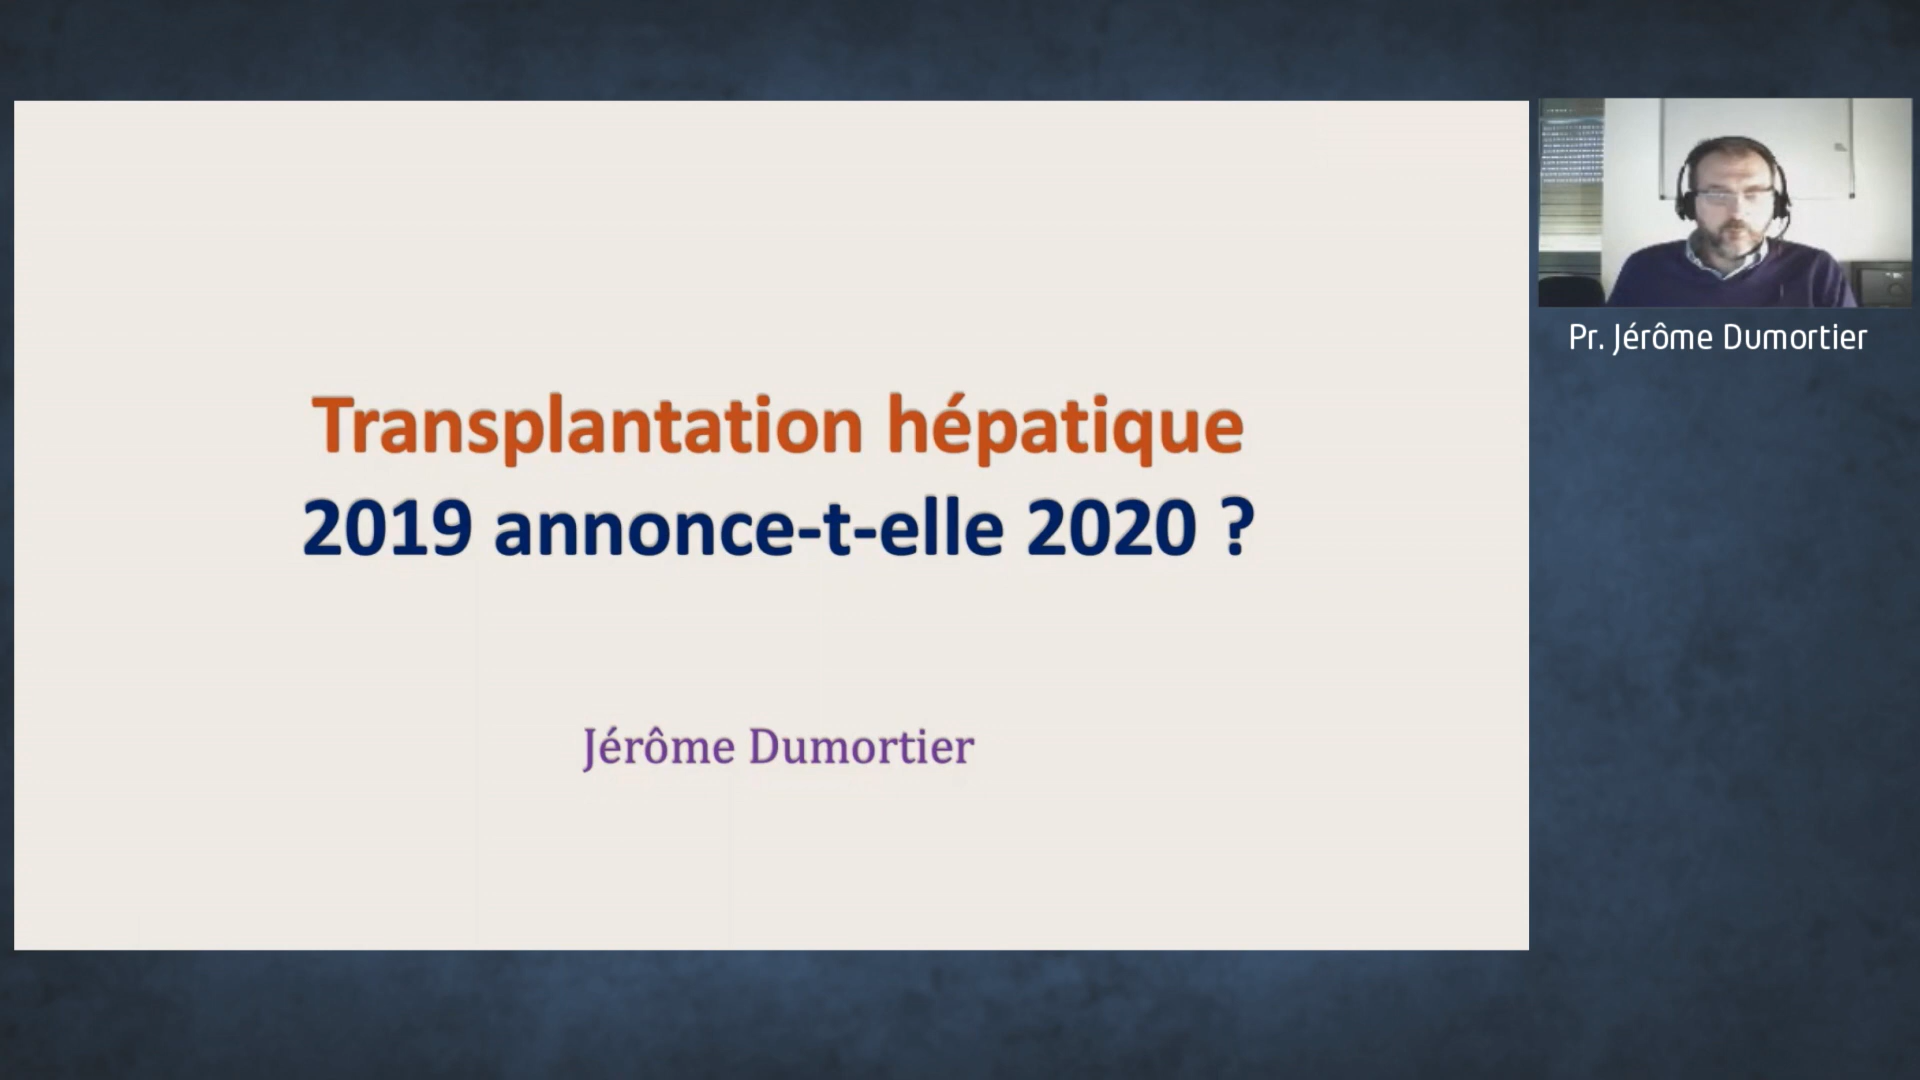 Transplantation hépatique
2019 annonce-t-elle 2020 ?
Jérôme Dumortier
Pr. Jérôme Dumortier